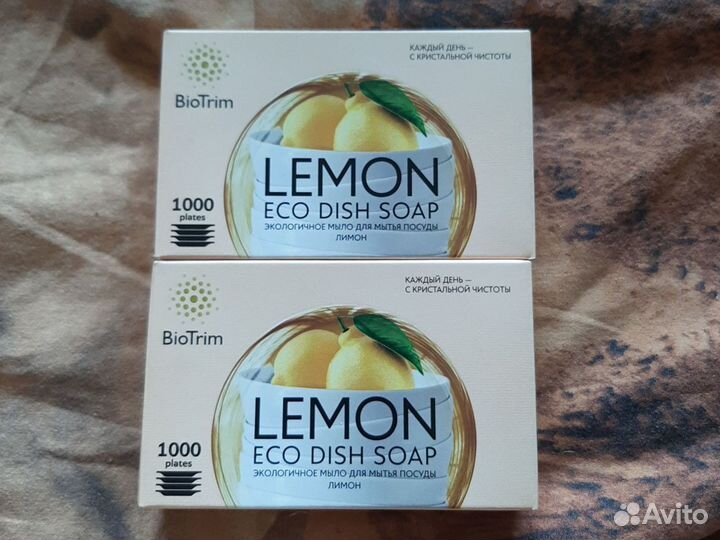 BioTrim
КАЖДЫЙ ДЕНЬ —
С КРИСТАЛЬНОЙ ЧИСТОТЫ
LEMON
ECO DISH SOAP
ЭКОЛОГИЧНОЕ МЫЛО ДЛЯ МЫТЬЯ ПОСУДЫ
ЛИМОН
1000
plates
BioTrim
КАЖДЫЙ ДЕНЬ —
С КРИСТАЛЬНОЙ ЧИСТОТЫ
LEMON
ECO DISH SOAP
ЭКОЛОГИЧНОЕ МЫЛО ДЛЯ МЫТЬЯ ПОСУДЫ
ЛИМОН
1000
plates
Avito